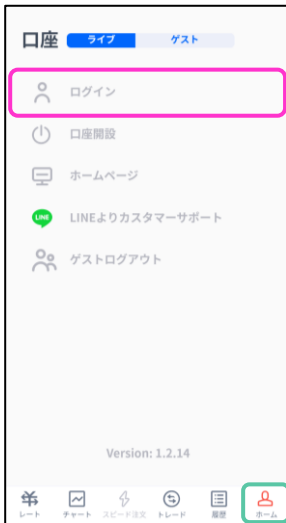 口座 ライブ ゲスト
ログイン
口座開設
ホームページ
LINE LINEよりカスタマーサポート
ゲストログアウト
Version: 1.2.14
レート チャート スピード注文 トレード 履歴 ホーム